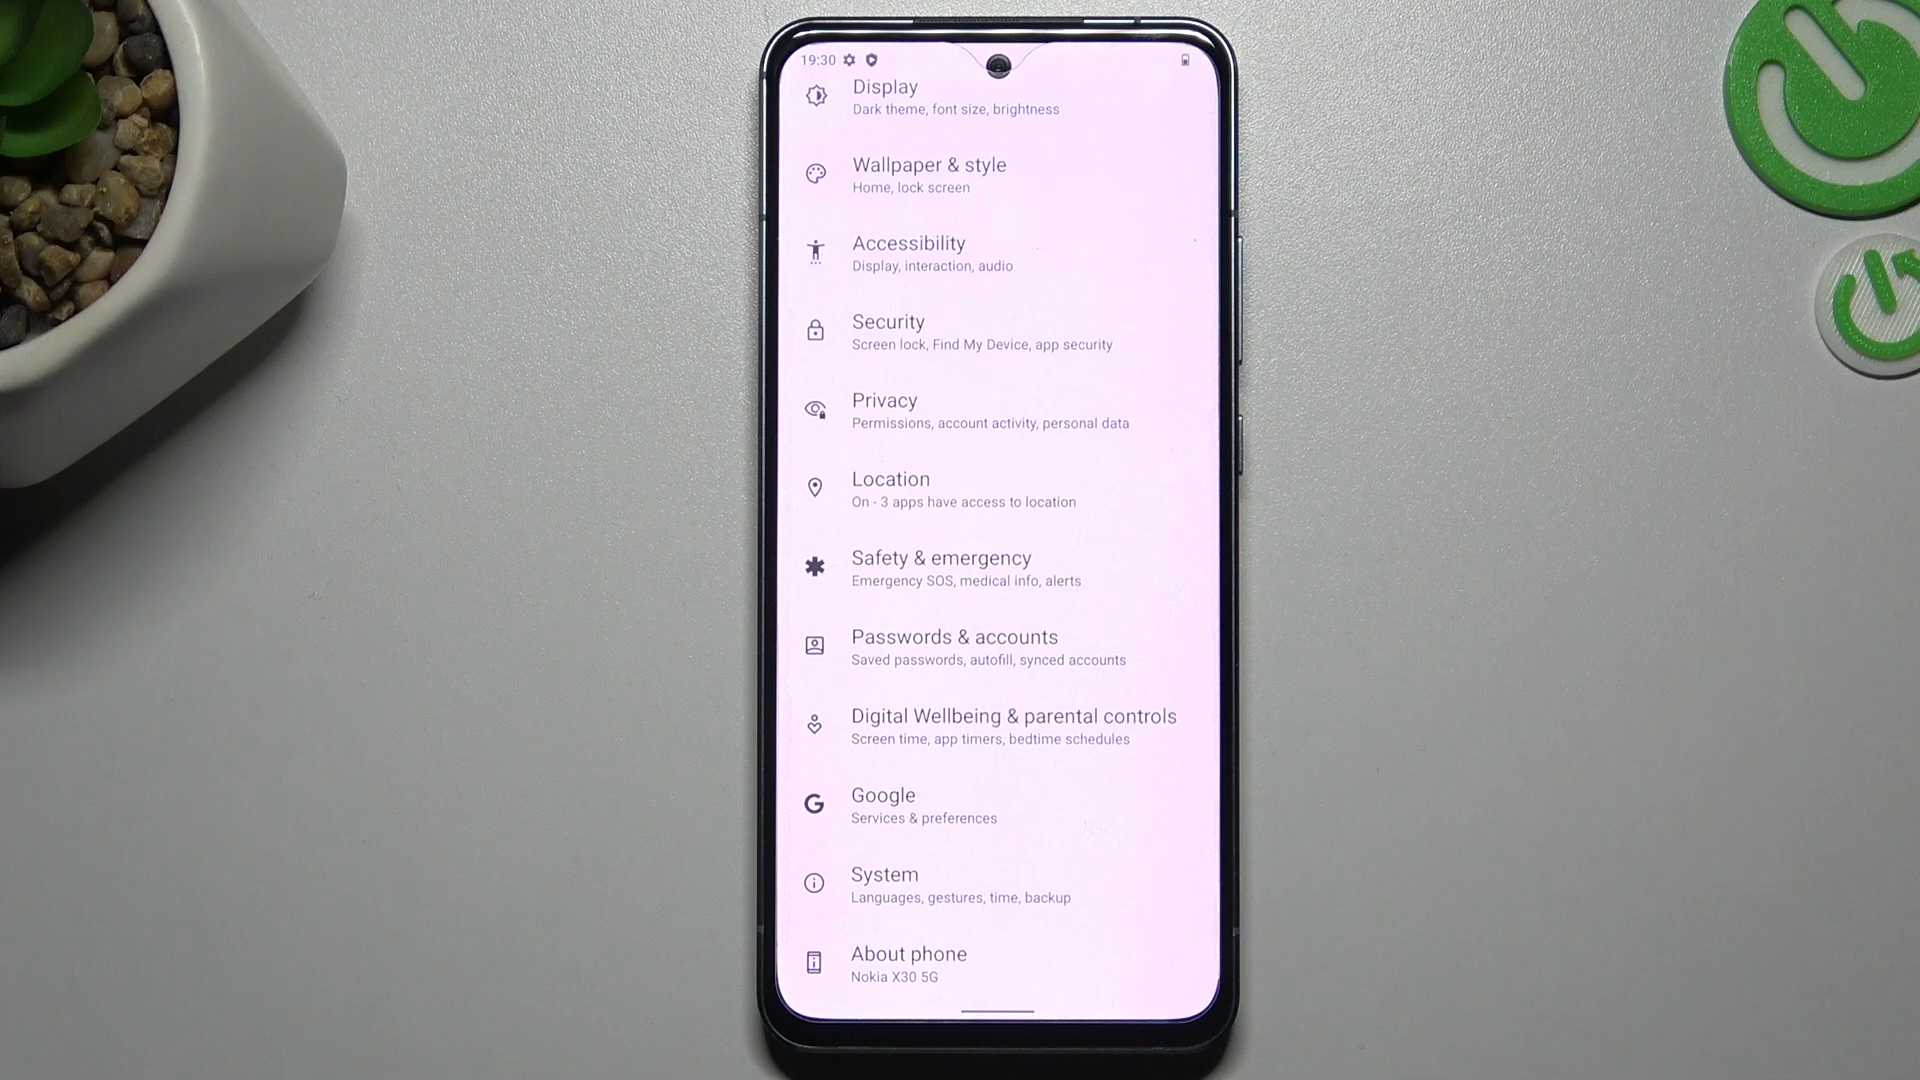 19:30
Display
Dark theme, font size, brightness
Wallpaper & style
Home, lock screen
Accessibility
Display, interaction, audio
Security
Screen lock, Find My Device, app security
Privacy
Permissions, account activity, personal data
Location
On - 3 apps have access to location
Safety & emergency
Emergency SOS, medical info, alerts
Passwords & accounts
Saved passwords, autofill, synced accounts
Digital Wellbeing & parental controls
Screen time, app timers, bedtime schedules
Google
Services & preferences
System
Languages, gestures, time, backup
About phone
Nokia X30 5G